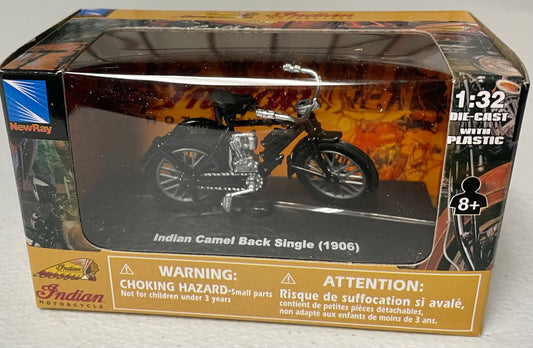 NewRay
1:32
DIE-CAST
WITH
PLASTIC
8+
Indian Camel Back Single (1906)
Indian
Indian
MOTORCYCLE
WARNING:
CHOKING HAZARD-Small parts
Not for children under 3 years
ATTENTION:
Risque de suffocation si avalé,
contient de petites pièces détachables,
non adapté aux enfants de moins de 3 ans.